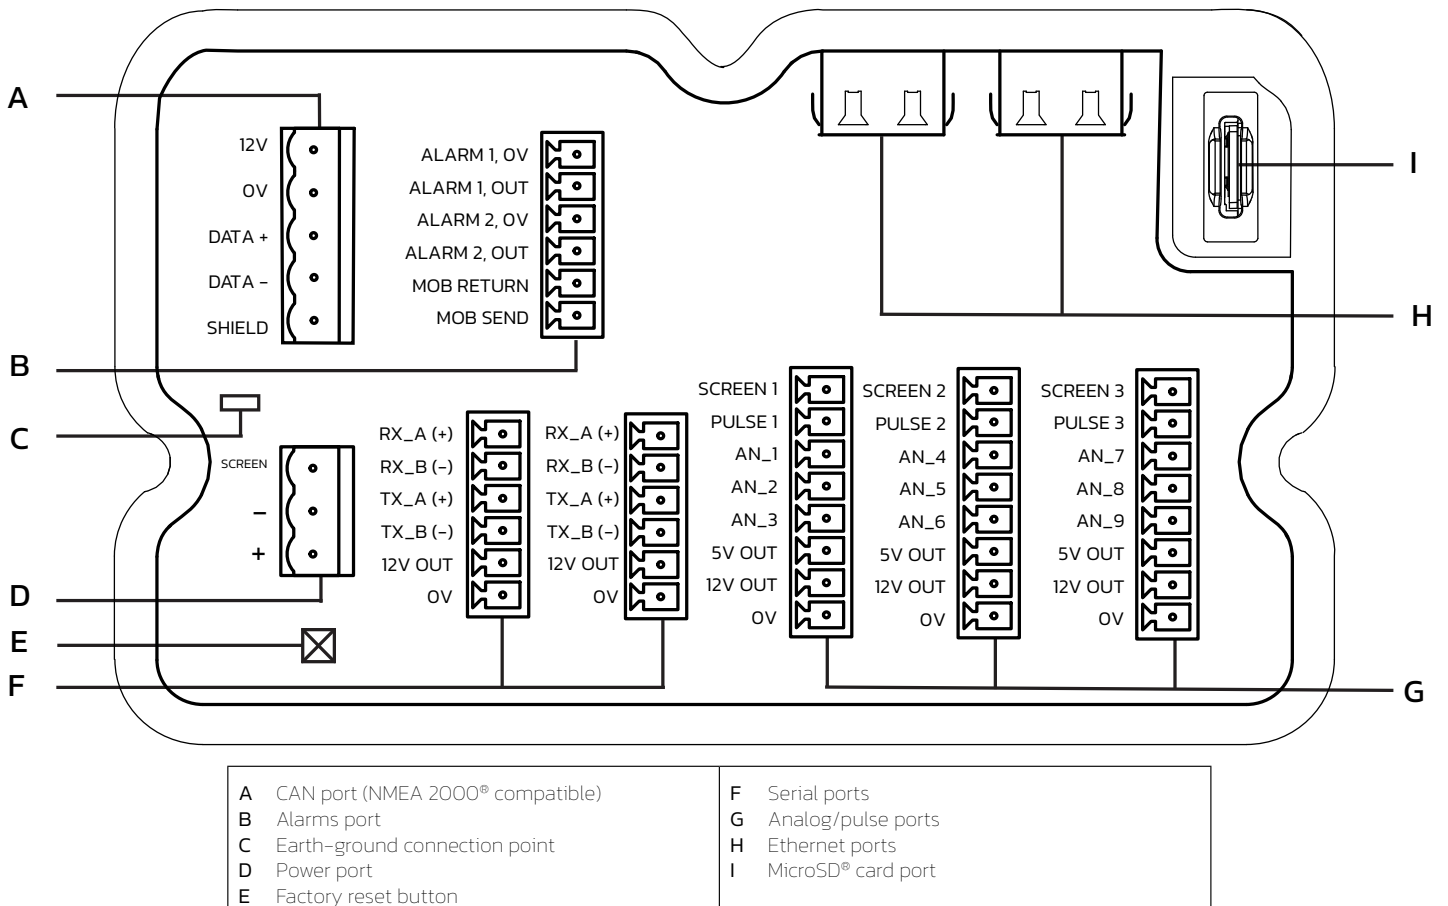 A
12V
0V
DATA +
DATA -
SHIELD
ALARM 1, 0V
ALARM 1, OUT
ALARM 2, 0V
ALARM 2, OUT
MOB RETURN
MOB SEND
I
H
B
C
SCREEN
-
+
D
E
F
RX_A (+)
RX_B (-)
TX_A (+)
TX_B (-)
12V OUT
0V
RX_A (+)
RX_B (-)
TX_A (+)
TX_B (-)
12V OUT
0V
SCREEN 1
PULSE 1
AN_1
AN_2
AN_3
5V OUT
12V OUT
0V
SCREEN 2
PULSE 2
AN_4
AN_5
AN_6
5V OUT
12V OUT
0V
SCREEN 3
PULSE 3
AN_7
AN_8
AN_9
5V OUT
12V OUT
0V
G
A CAN port (NMEA 2000® compatible)
B Alarms port
C Earth-ground connection point
D Power port
E Factory reset button
F Serial ports
G Analog/pulse ports
H Ethernet ports
I MicroSD® card port